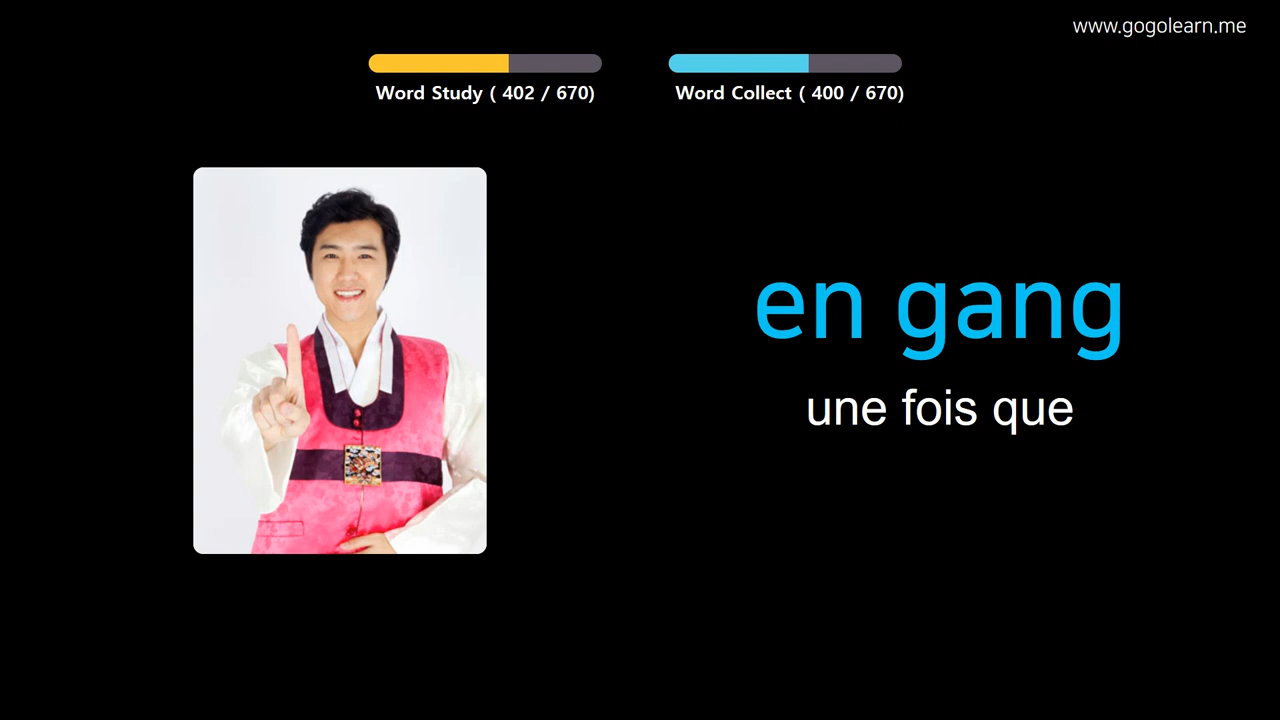 www.gogolearn.me
Word Study ( 402 / 670)
Word Collect ( 400 / 670)
en gang
une fois que